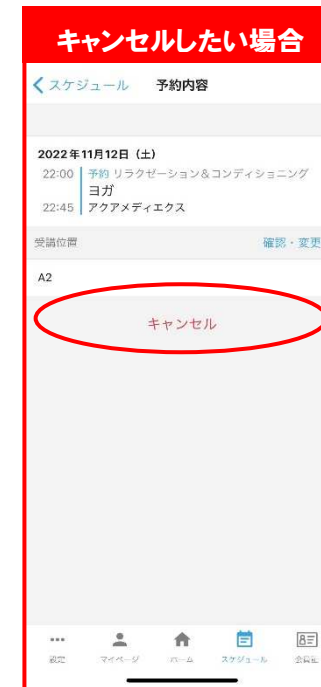 キャンセルしたい場合
スケジュール 予約内容
2022年11月12日（土）
22:00 予約 リラクゼーション&コンディショニング
ヨガ
22:45 アクアメディエクス
受講位置 確認・変更
A2
キャンセル
設定 マイページ ホーム スケジュール 会員証